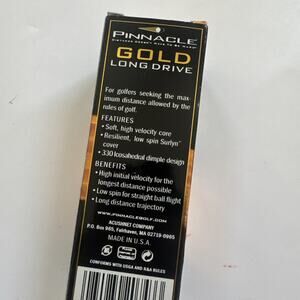 PINNACLE
GOLD
LONG DRIVE
For golfers seeking the max-
imum distance allowed by the
rules of golf.
FEATURES
• Soft, high velocity core
• Resilient, low spin Surlyn®
cover
• 330 Icosahedral dimple design
BENEFITS
• High initial velocity for the
longest distance possible
• Low spin for straight ball flight
• Long distance trajectory
WWW.PINNACLEGOLF.COM
ACUSHNET COMPANY
P.O. Box 965, Fairhaven, MA 02719-0965
MADE IN U.S.A.
CONFORMS WITH USGA AND R&A RULES